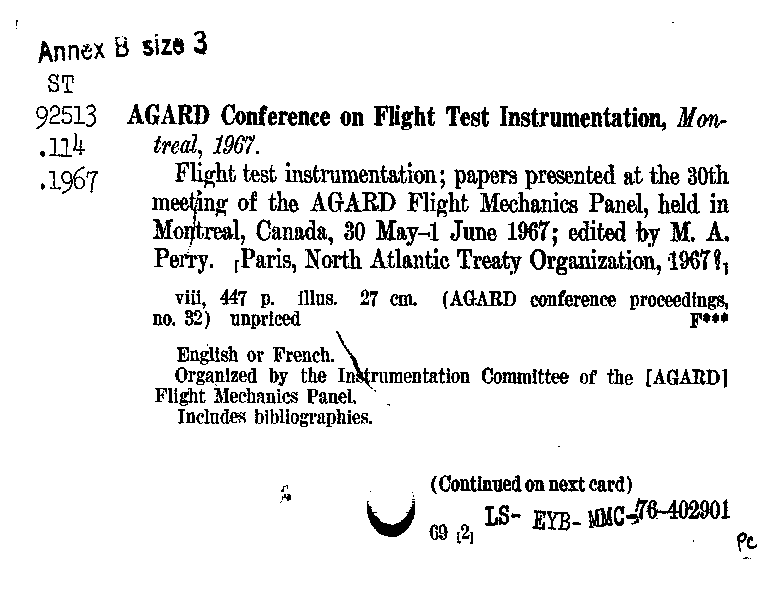 Annex B size 3
ST
92513 AGARD Conference on Flight Test Instrumentation, Mon-
.114 treal, 1967.
.1967 Flight test instrumentation; papers presented at the 30th
meeting of the AGARD Flight Mechanics Panel, held in
Montreal, Canada, 30 May–1 June 1967; edited by M. A.
Perry. [Paris, North Atlantic Treaty Organization, 1967?]
viii, 447 p. illus. 27 cm. (AGARD conference proceedings,
no. 32) unpriced F***
English or French.
Organized by the Instrumentation Committee of the [AGARD]
Flight Mechanics Panel.
Includes bibliographies.
(Continued on next card)
69 [2] LS- EYB- MMC- 76-402901
PC